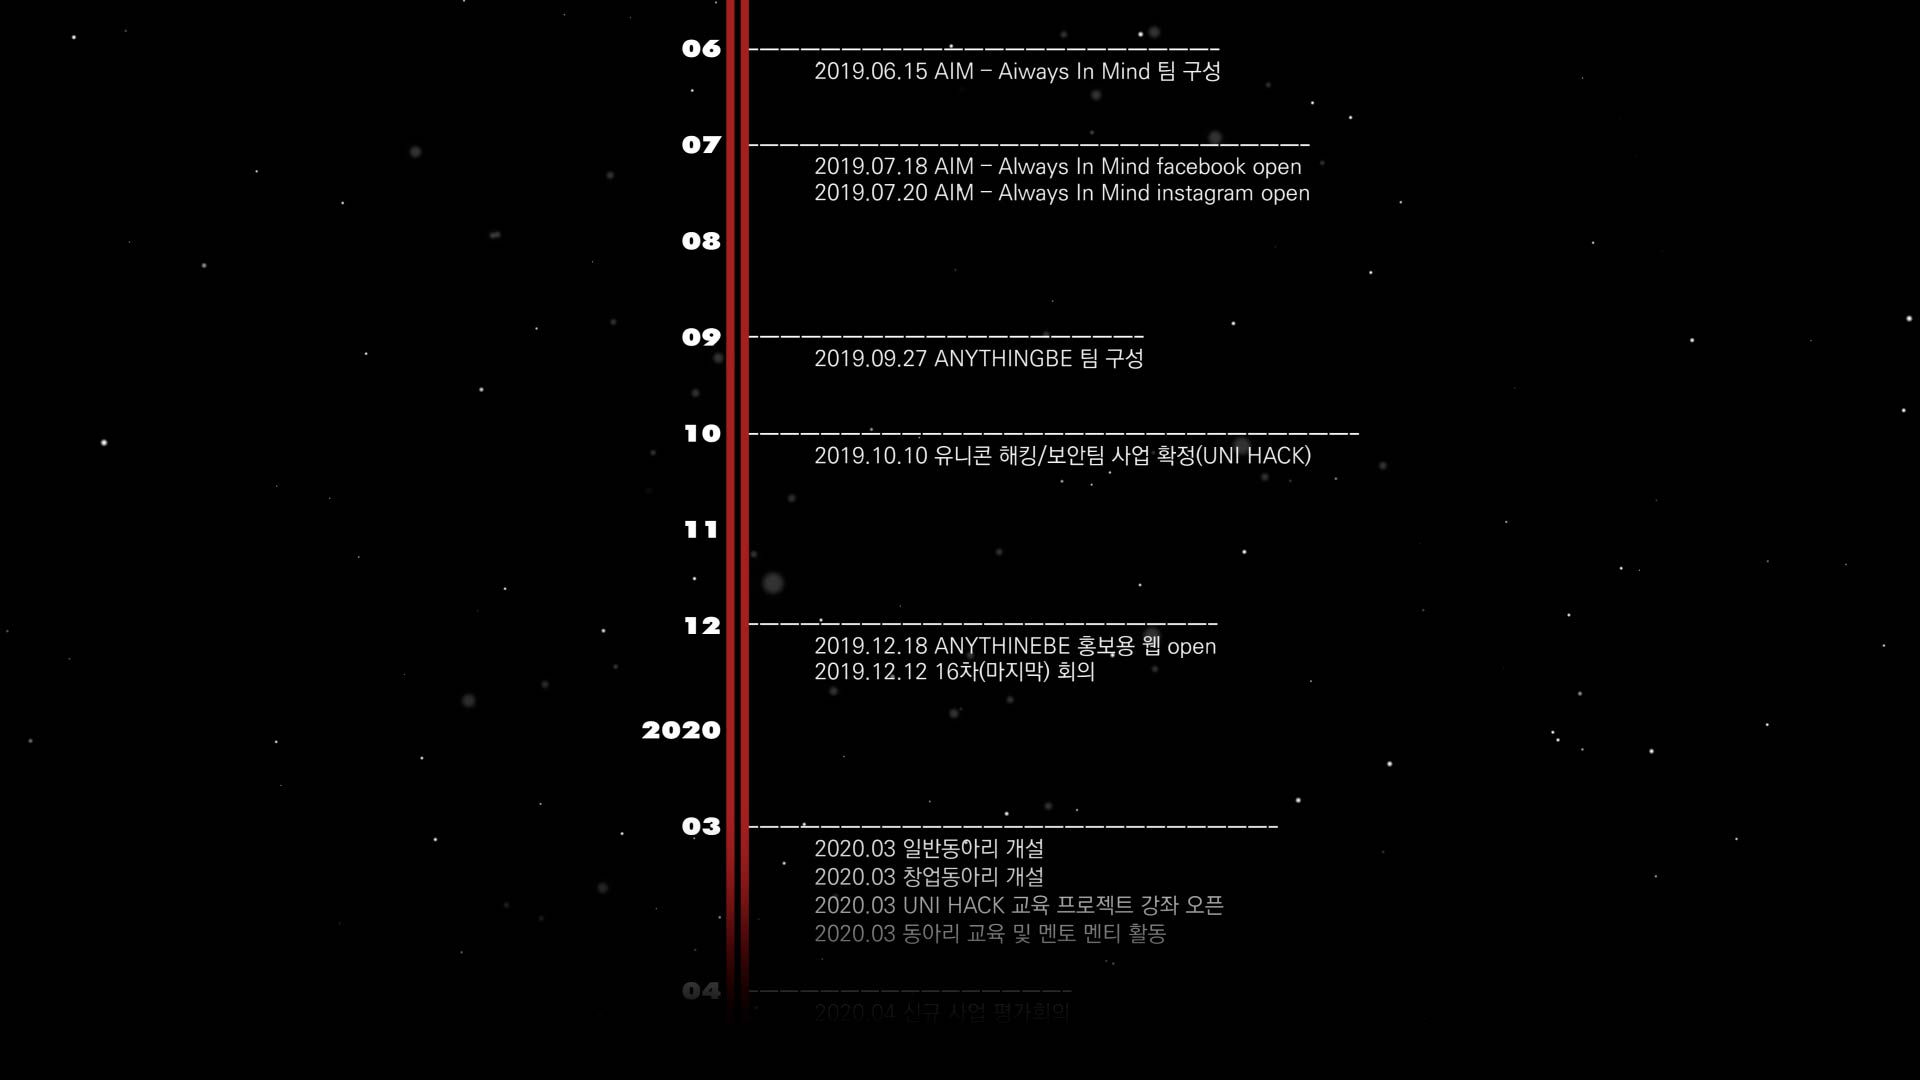 06
2019.06.15 AIM – Aiways In Mind 팀 구성
07
2019.07.18 AIM – Always In Mind facebook open
2019.07.20 AIM – Always In Mind instagram open
08
09
2019.09.27 ANYTHINGBE 팀 구성
10
2019.10.10 유니콘 해킹/보안팀 사업 확정(UNI HACK)
11
12
2019.12.18 ANYTHINEBE 홍보용 웹 open
2019.12.12 16차(마지막) 회의
2020
03
2020.03 일반동아리 개설
2020.03 창업동아리 개설
2020.03 UNI HACK 교육 프로젝트 강좌 오픈
2020.03 동아리 교육 및 멘토 멘티 활동
04
2020.04 신규 사업 평가회의